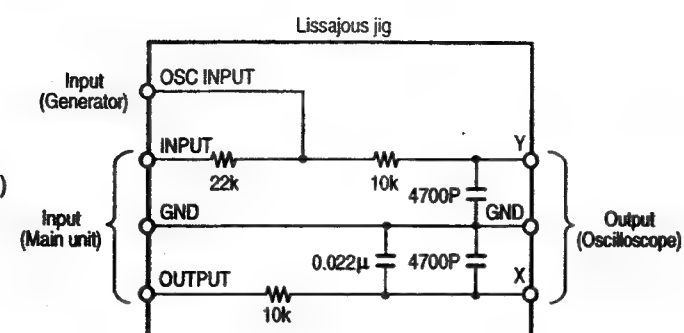 Lissajous jig
Input
(Generator)
OSC INPUT
INPUT
22k
10k
Y
4700P
)
Input
(Main unit)
GND
GND
Output
(Oscilloscope)
0.022μ
4700P
OUTPUT
10k
X